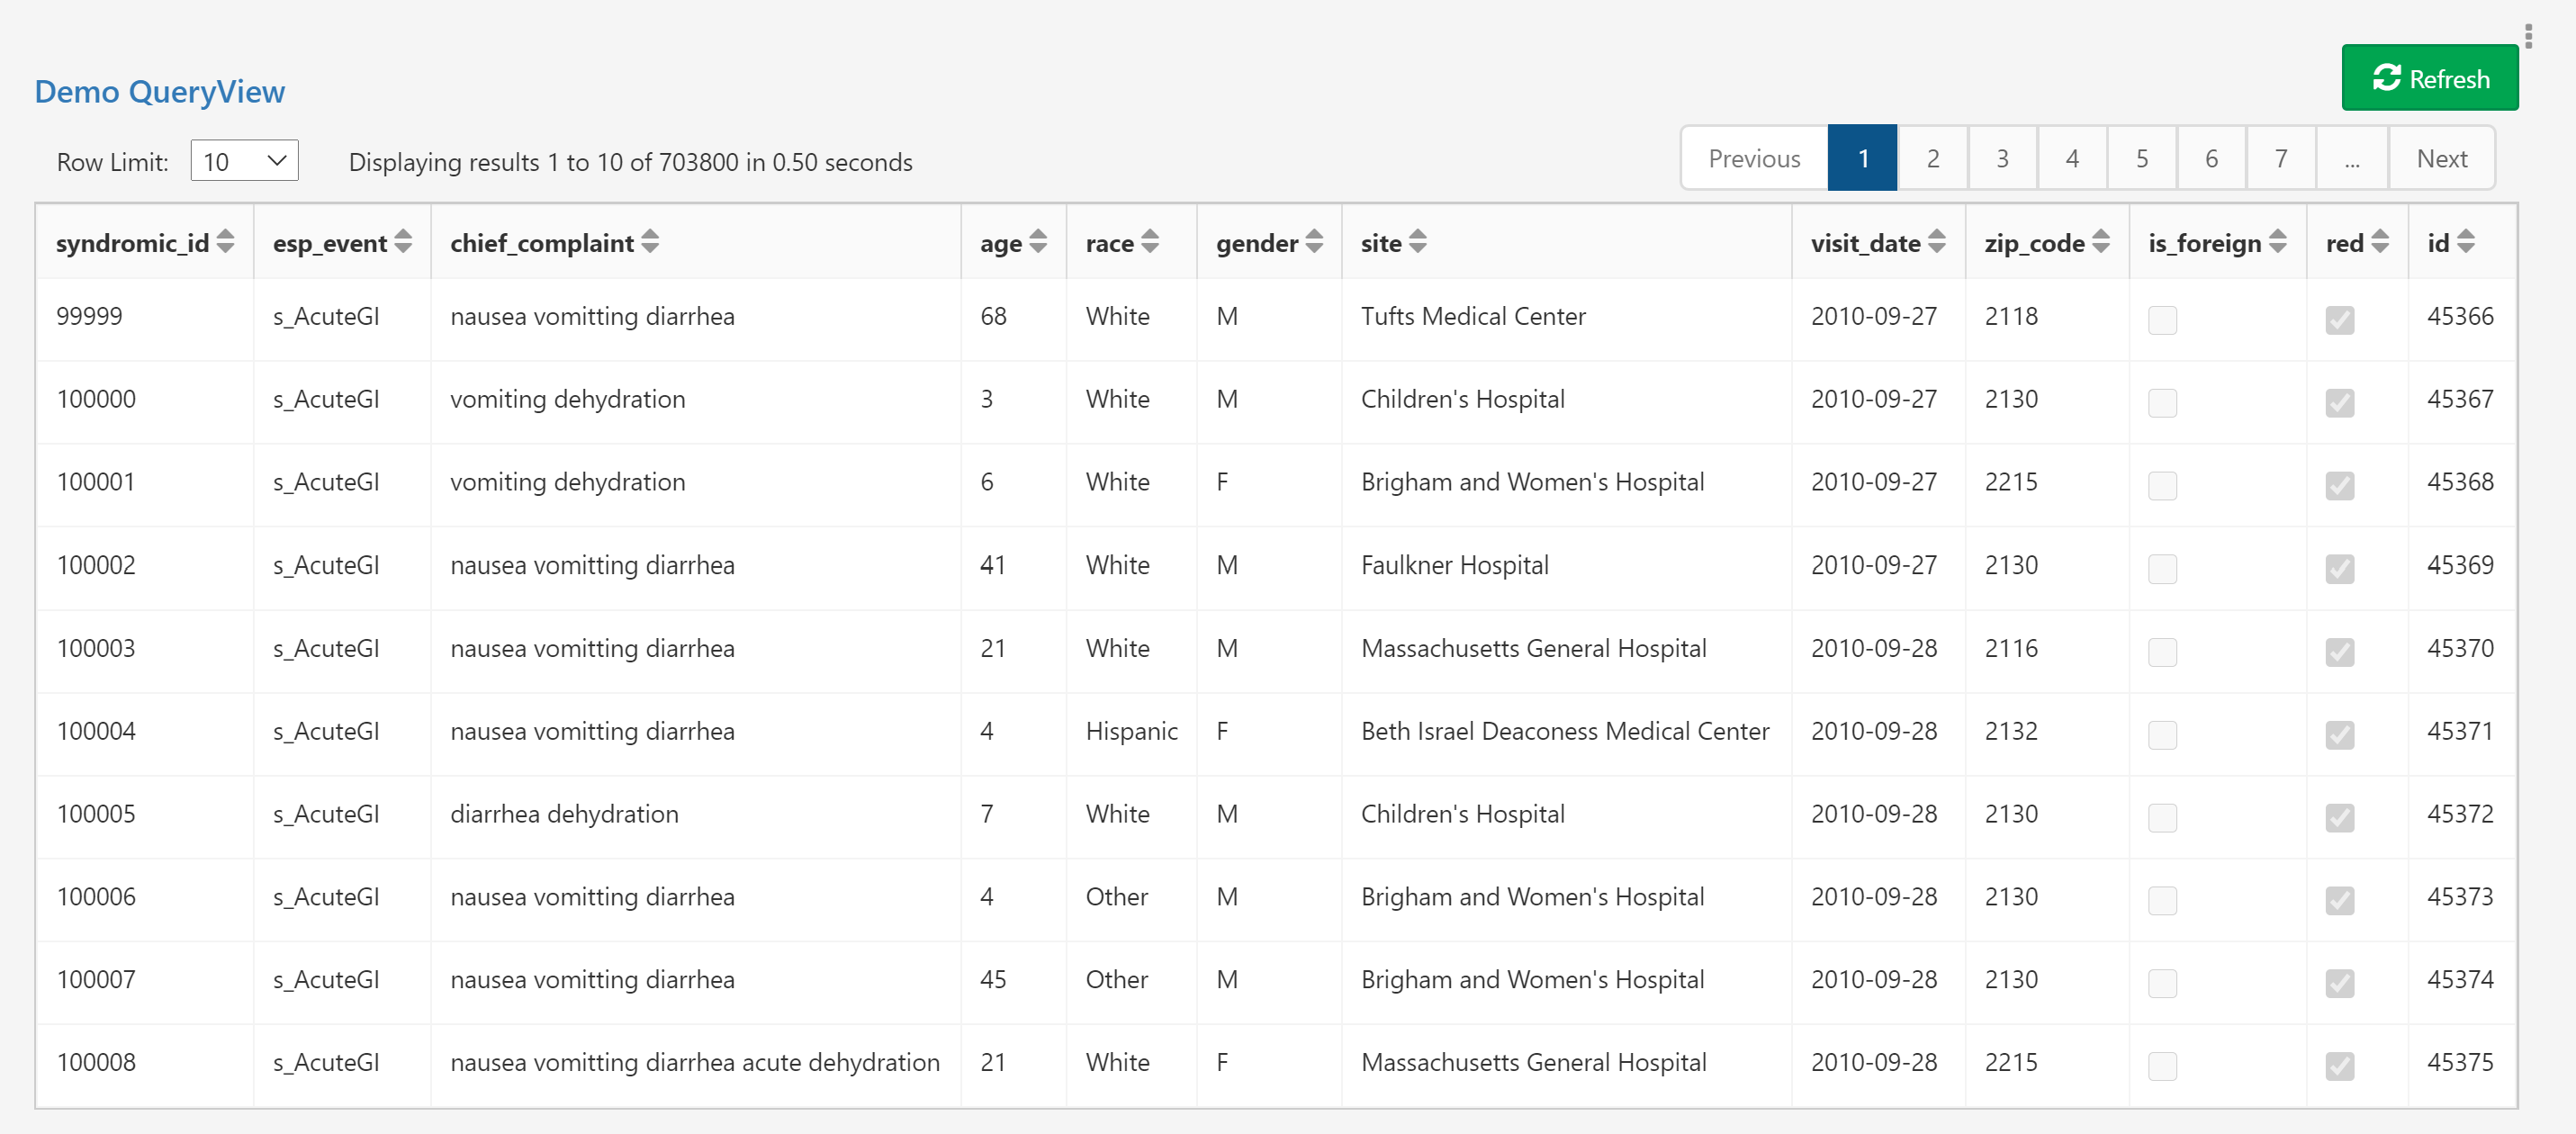 Refresh
Demo QueryView
Row Limit: 10 Displaying results 1 to 10 of 703800 in 0.50 seconds Previous 1 2 3 4 5 6 7 ... Next
syndromic_id esp_event chief_complaint age race gender site visit_date zip_code is_foreign red id
99999 s_AcuteGI nausea vomitting diarrhea 68 White M Tufts Medical Center 2010-09-27 2118 45366
100000 s_AcuteGI vomiting dehydration 3 White M Children's Hospital 2010-09-27 2130 45367
100001 s_AcuteGI vomiting dehydration 6 White F Brigham and Women's Hospital 2010-09-27 2215 45368
100002 s_AcuteGI nausea vomitting diarrhea 41 White M Faulkner Hospital 2010-09-27 2130 45369
100003 s_AcuteGI nausea vomitting diarrhea 21 White M Massachusetts General Hospital 2010-09-28 2116 45370
100004 s_AcuteGI nausea vomitting diarrhea 4 Hispanic F Beth Israel Deaconess Medical Center 2010-09-28 2132 45371
100005 s_AcuteGI diarrhea dehydration 7 White M Children's Hospital 2010-09-28 2130 45372
100006 s_AcuteGI nausea vomitting diarrhea 4 Other M Brigham and Women's Hospital 2010-09-28 2130 45373
100007 s_AcuteGI nausea vomitting diarrhea 45 Other M Brigham and Women's Hospital 2010-09-28 2130 45374
100008 s_AcuteGI nausea vomitting diarrhea acute dehydration 21 White F Massachusetts General Hospital 2010-09-28 2215 45375